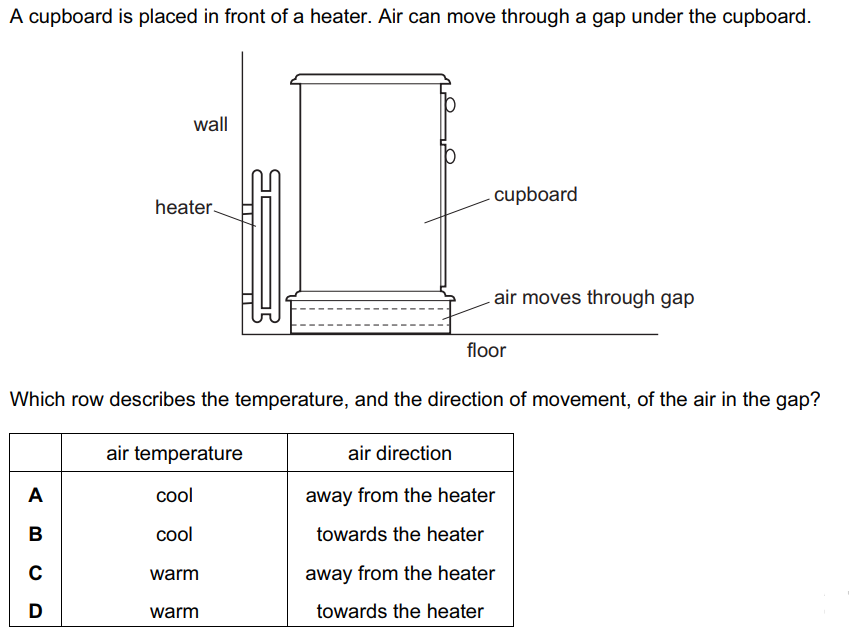 A cupboard is placed in front of a heater. Air can move through a gap under the cupboard.
wall
heater
cupboard
air moves through gap
floor
Which row describes the temperature, and the direction of movement, of the air in the gap?
air temperature air direction
A cool away from the heater
B cool towards the heater
C warm away from the heater
D warm towards the heater